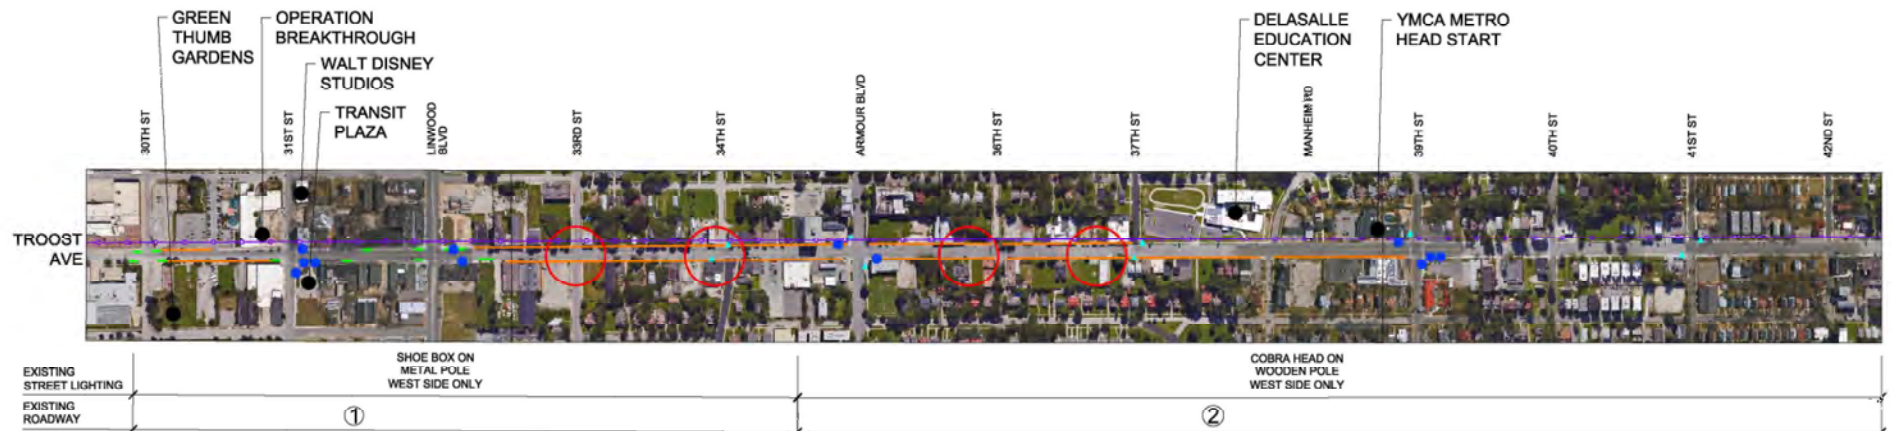 GREEN
THUMB
GARDENS
OPERATION
BREAKTHROUGH
WALT DISNEY
STUDIOS
TRANSIT
PLAZA
DELASALLE
EDUCATION
CENTER
YMCA METRO
HEAD START
30TH ST
31ST ST
LINWOOD
BLVD
33RD ST
34TH ST
ARMOUR BLVD
36TH ST
37TH ST
MANHEIM RD
39TH ST
40TH ST
41ST ST
42ND ST
TROOST
AVE
EXISTING
STREET LIGHTING
SHOE BOX ON
METAL POLE
WEST SIDE ONLY
COBRA HEAD ON
WOODEN POLE
WEST SIDE ONLY
EXISTING
ROADWAY
①
②